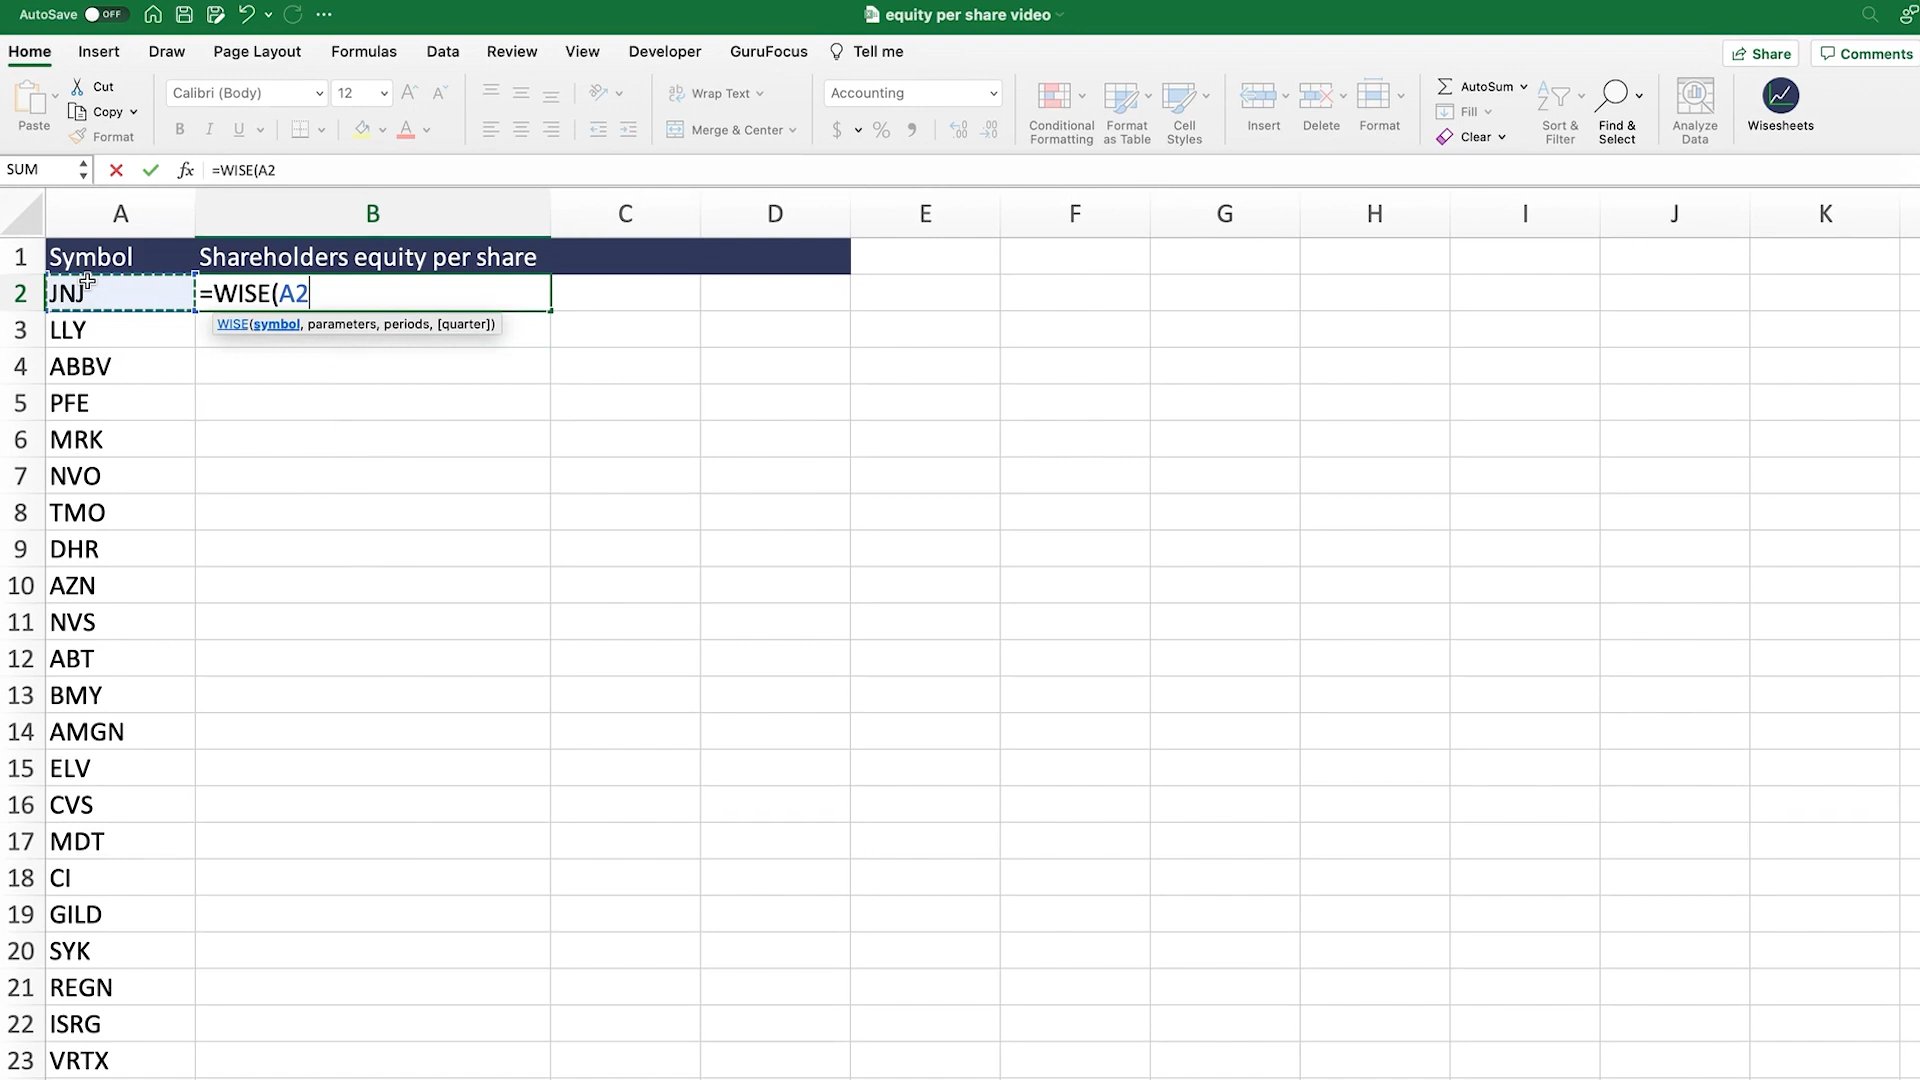 AutoSave OFF
equity per share video
Home Insert Draw Page Layout Formulas Data Review View Developer GuruFocus Tell me
Share Comments
Paste
Cut
Copy
Format
Calibri (Body) 12 A A
B I U A
Wrap Text
Merge & Center
Accounting
$ %
Conditional Formatting
Format as Table
Cell Styles
Insert
Delete
Format
AutoSum
Fill
Clear
Sort & Filter
Find & Select
Analyze Data
Wisesheets
SUM fx =WISE(A2
A B C D E F G H I J K
1 Symbol Shareholders equity per share
2 JNJ =WISE(A2
WISE(symbol, parameters, periods, [quarter])
3 LLY
4 ABBV
5 PFE
6 MRK
7 NVO
8 TMO
9 DHR
10 AZN
11 NVS
12 ABT
13 BMY
14 AMGN
15 ELV
16 CVS
17 MDT
18 CI
19 GILD
20 SYK
21 REGN
22 ISRG
23 VRTX